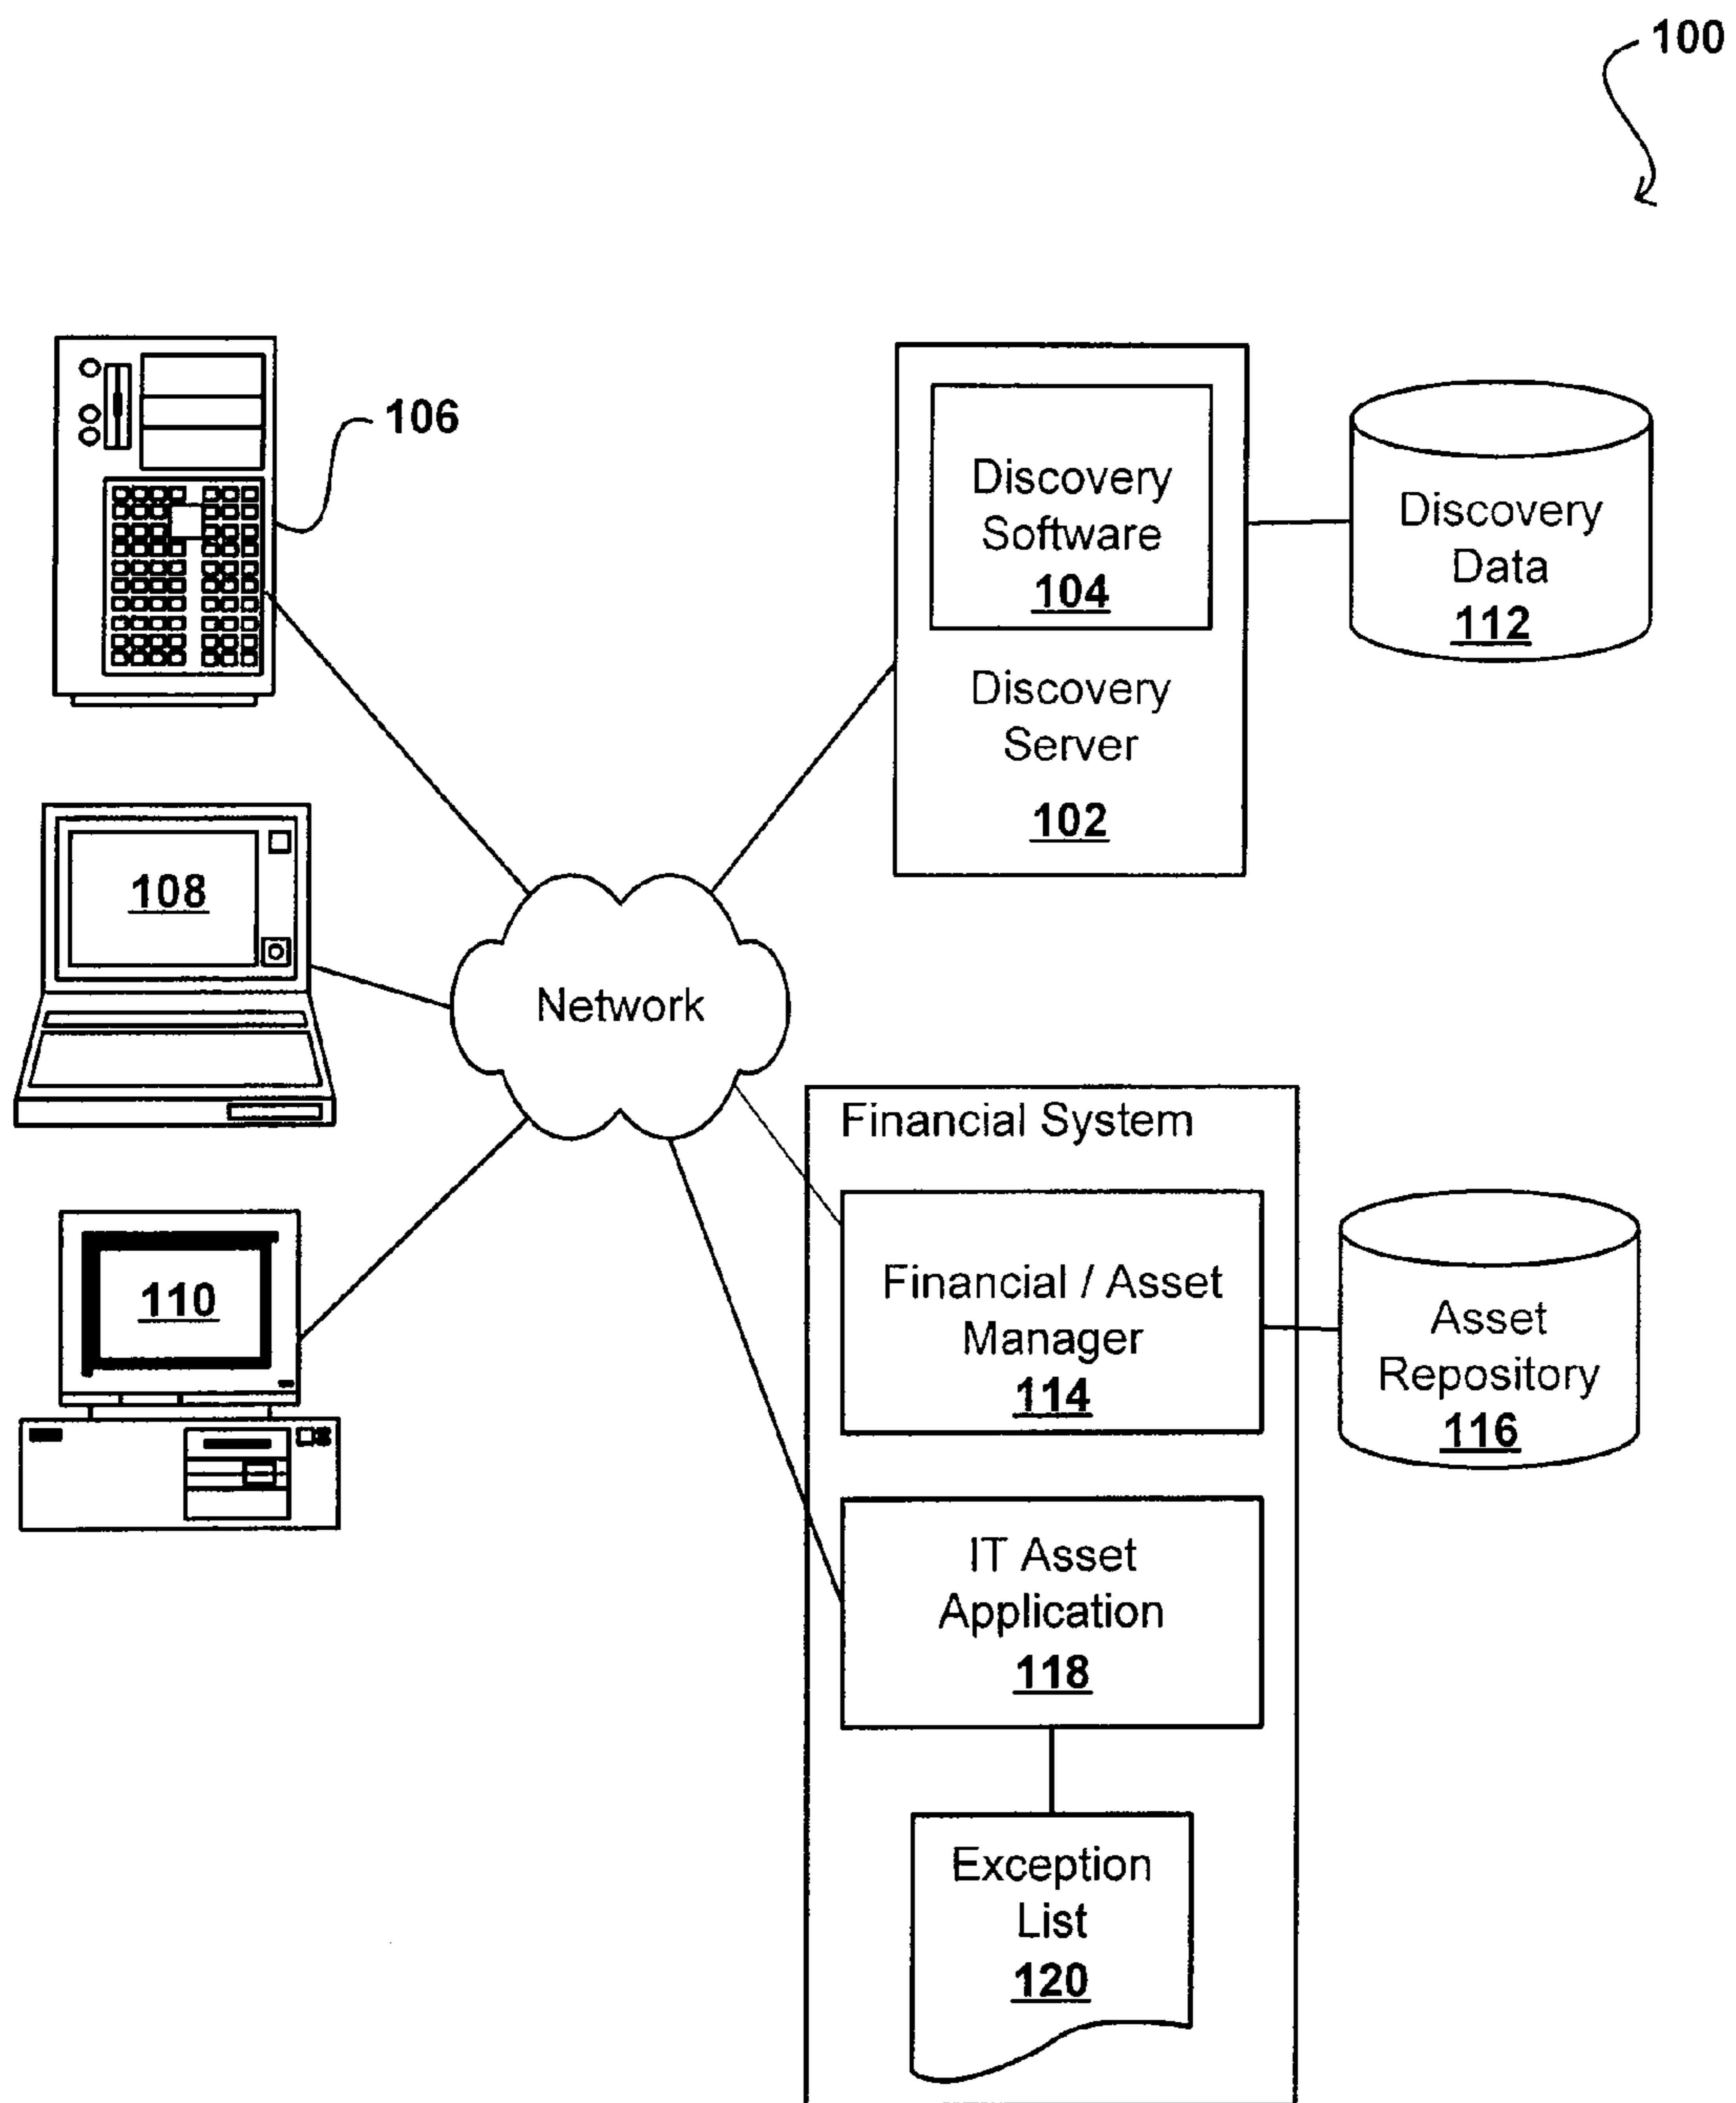 100
106
Discovery
Software
104
Discovery
Server
102
Discovery
Data
112
108
Network
110
Financial System
Financial / Asset
Manager
114
Asset
Repository
116
IT Asset
Application
118
Exception
List
120